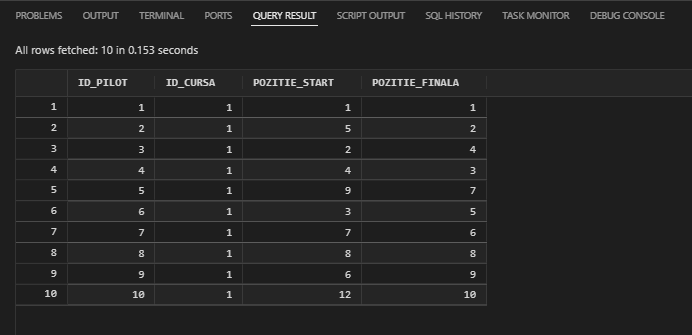 PROBLEMS OUTPUT TERMINAL PORTS QUERY RESULT SCRIPT OUTPUT SQL HISTORY TASK MONITOR DEBUG CONSOLE
All rows fetched: 10 in 0.153 seconds
ID_PILOT ID_CURSA POZITIE_START POZITIE_FINALA
1 1 1 1 1
2 2 1 5 2
3 3 1 2 4
4 4 1 4 3
5 5 1 9 7
6 6 1 3 5
7 7 1 7 6
8 8 1 8 8
9 9 1 6 9
10 10 1 12 10